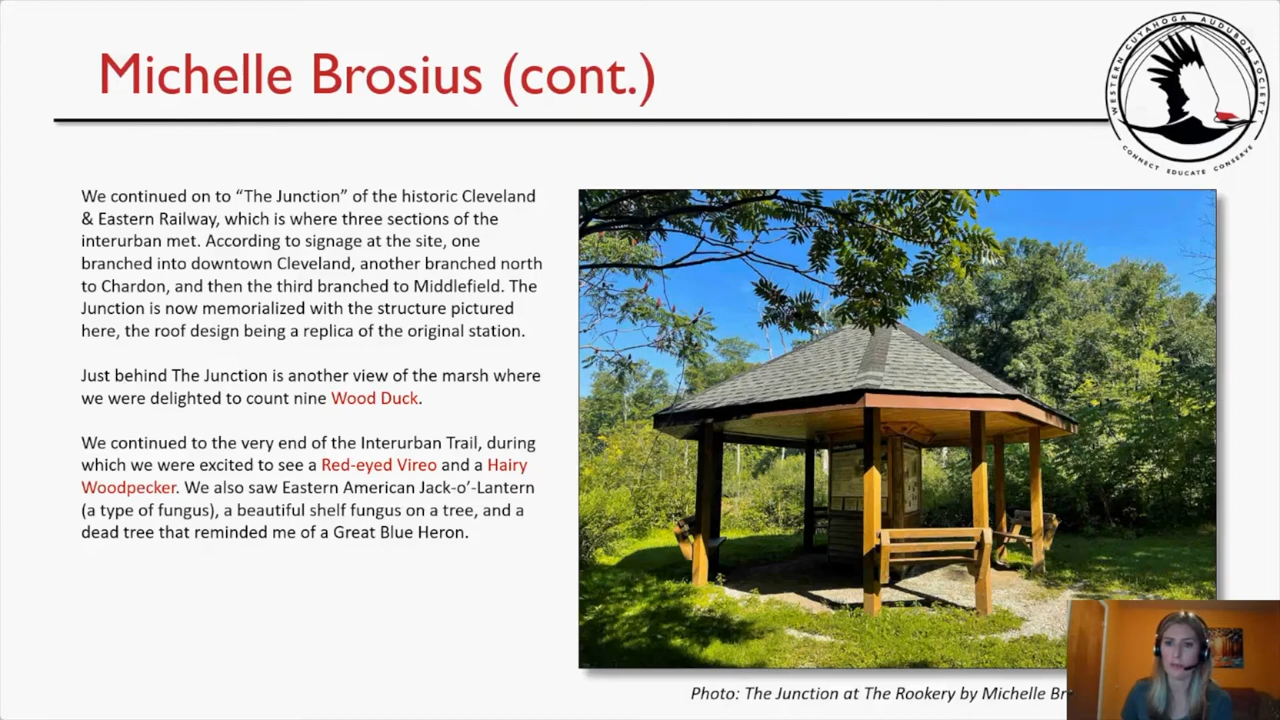 Michelle Brosius (cont.)
WESTERN CUYAHOGA AUDUBON SOCIETY
CONNECT EDUCATE CONSERVE
We continued on to “The Junction” of the historic Cleveland
& Eastern Railway, which is where three sections of the
interurban met. According to signage at the site, one
branched into downtown Cleveland, another branched north
to Chardon, and then the third branched to Middlefield. The
Junction is now memorialized with the structure pictured
here, the roof design being a replica of the original station.
Just behind The Junction is another view of the marsh where
we were delighted to count nine Wood Duck.
We continued to the very end of the Interurban Trail, during
which we were excited to see a Red-eyed Vireo and a Hairy
Woodpecker. We also saw Eastern American Jack-o’-Lantern
(a type of fungus), a beautiful shelf fungus on a tree, and a
dead tree that reminded me of a Great Blue Heron.
Photo: The Junction at The Rookery by Michelle